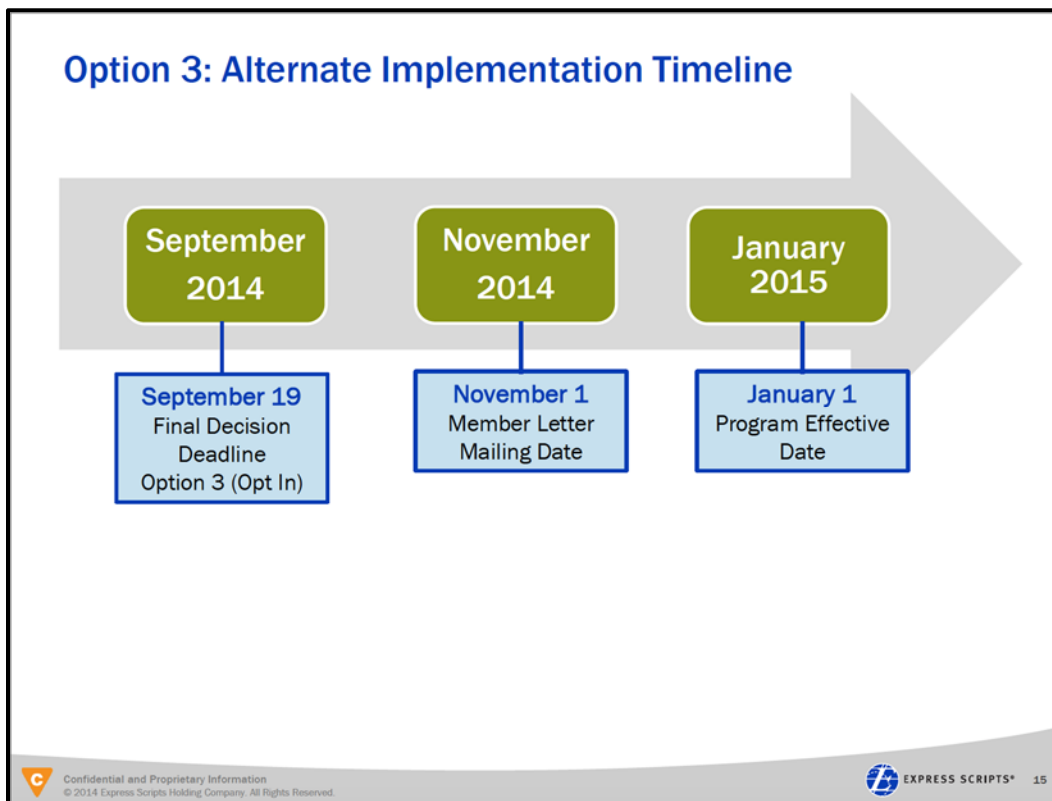 Option 3: Alternate Implementation Timeline
September
2014
November
2014
January
2015
September 19
Final Decision
Deadline
Option 3 (Opt In)
November 1
Member Letter
Mailing Date
January 1
Program Effective
Date
C
Confidential and Proprietary Information
© 2014 Express Scripts Holding Company. All Rights Reserved.
EXPRESS SCRIPTS®
15